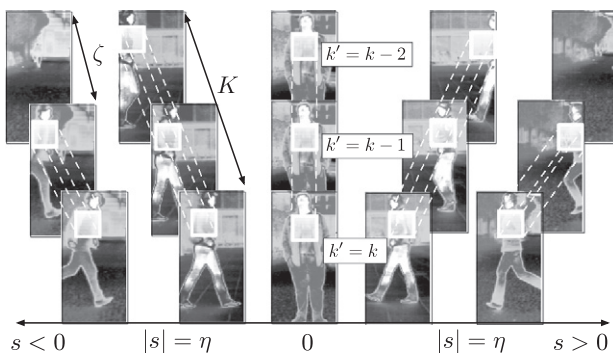 ζ
K
k′ = k − 2
k′ = k − 1
k′ = k
s < 0
|s| = η
0
|s| = η
s > 0